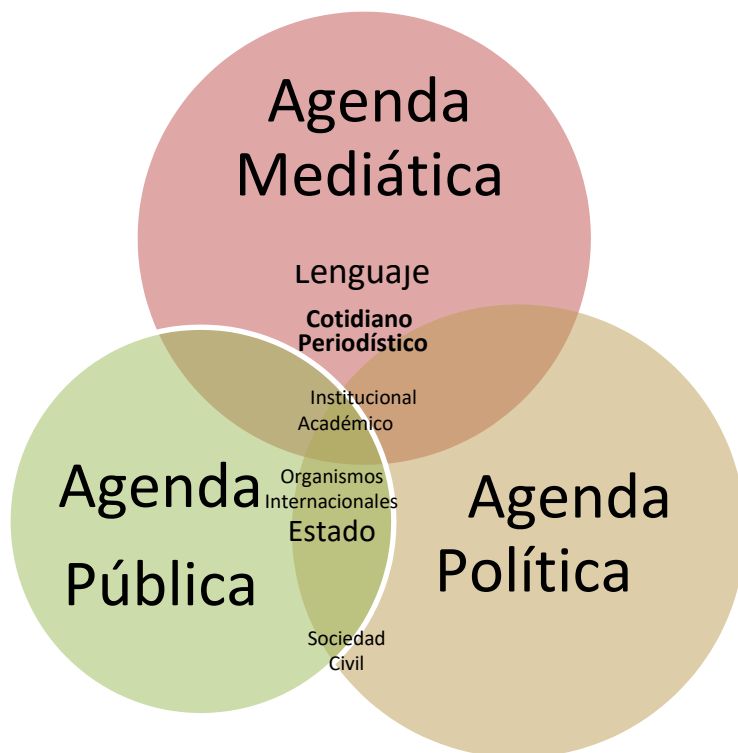 Agenda
Mediática
Lenguaje
Cotidiano
Periodístico
Institucional
Académico
Organismos
Internacionales
Estado
Agenda
Pública
Agenda
Política
Sociedad
Civil